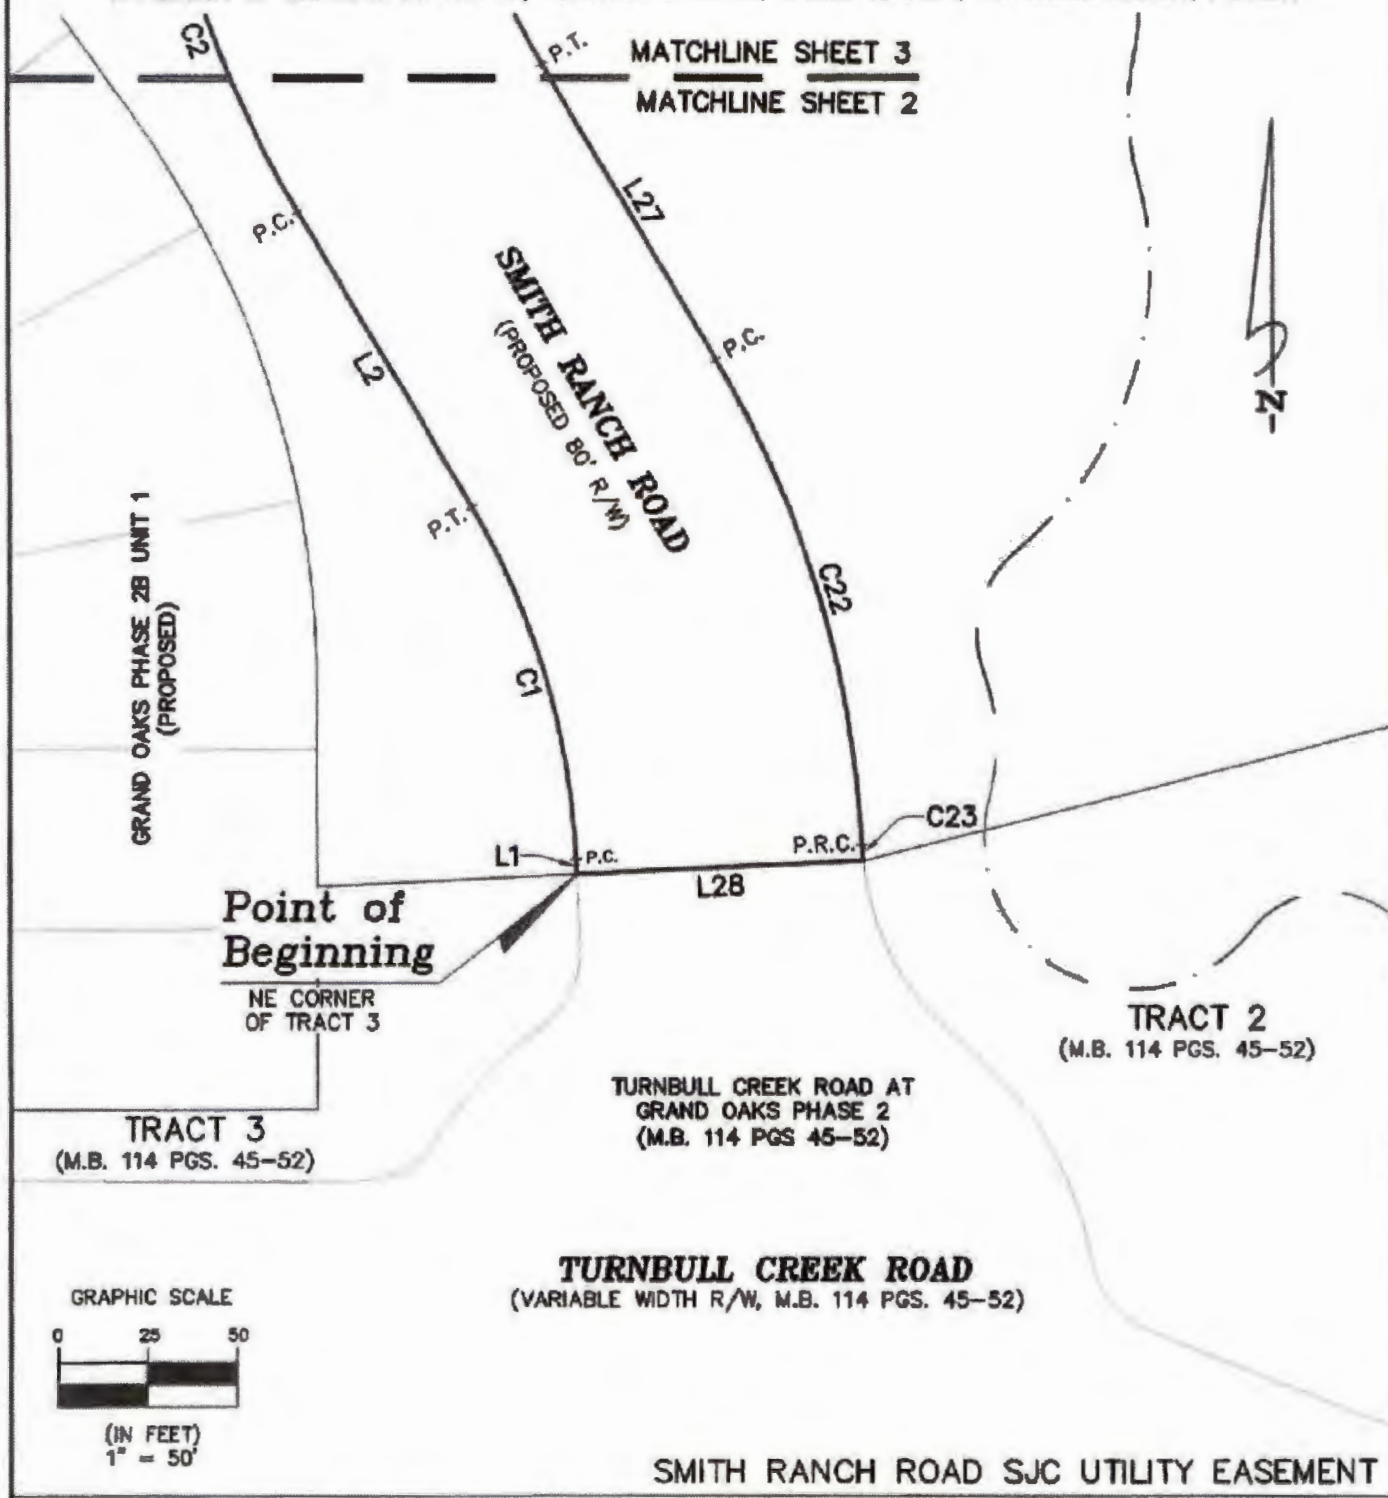 C2
P.T.
MATCHLINE SHEET 3
MATCHLINE SHEET 2
L27
P.C.
SMITH RANCH ROAD
(PROPOSED 80' R/W)
P.C.
L2
N
P.T.
GRAND OAKS PHASE 2B UNIT 1
(PROPOSED)
C22
C1
C23
P.R.C.
L1
P.C.
L28
Point of
Beginning
NE CORNER
OF TRACT 3
TRACT 2
(M.B. 114 PGS. 45-52)
TURNBULL CREEK ROAD AT
GRAND OAKS PHASE 2
(M.B. 114 PGS 45-52)
TRACT 3
(M.B. 114 PGS. 45-52)
TURNBULL CREEK ROAD
(VARIABLE WIDTH R/W, M.B. 114 PGS. 45-52)
GRAPHIC SCALE
0 25 50
(IN FEET)
1" = 50'
SMITH RANCH ROAD SJC UTILITY EASEMENT